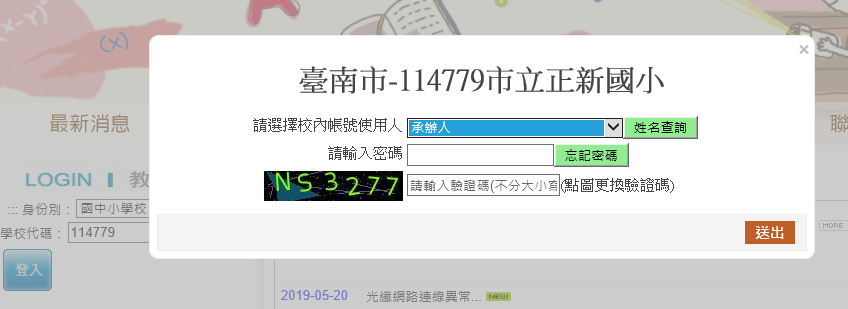 (x-y)
(x)
A
×
臺南市-114779市立正新國小
最新消息
請選擇校內帳號使用人 承辦人 姓名查詢
聯
請輸入密碼 忘記密碼
LOGIN 教
NS3277 請輸入驗證碼(不分大小寫 (點圖更換驗證碼)
::: 身份別： 國中小學校
學校代碼： 114779
MORE
送出
登入
2019-05-20 光纖網路連線異常... NEW